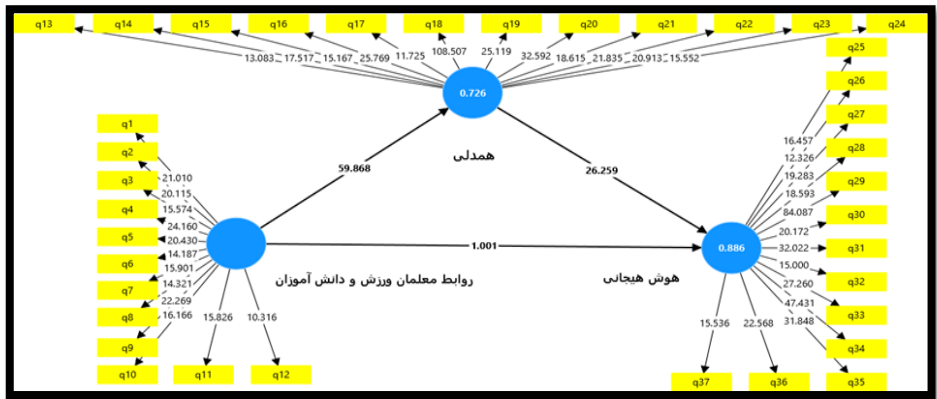 q13 q14 q15 q16 q17 q18 q19 q20 q21 q22 q23 q24
13.083 17.517 15.167 25.769 11.725 108.507 25.119 32.592 18.615 21.835 20.913 15.552
0.726
همدلی
q1
q2
q3
q4
q5
q6
q7
q8
q9
q10
q11
q12
21.010
20.115
15.574
24.160
20.430
14.187
15.901
14.321
22.269
16.166
15.826
10.316
59.868
26.259
1.001
روابط معلمان ورزش و دانش آموزان
هوش هیجانی
0.886
q25
q26
q27
q28
q29
q30
q31
q32
q33
q34
q35
q36
q37
16.457
12.326
19.283
18.593
84.087
20.172
32.022
15.000
27.260
47.431
31.848
22.568
15.536